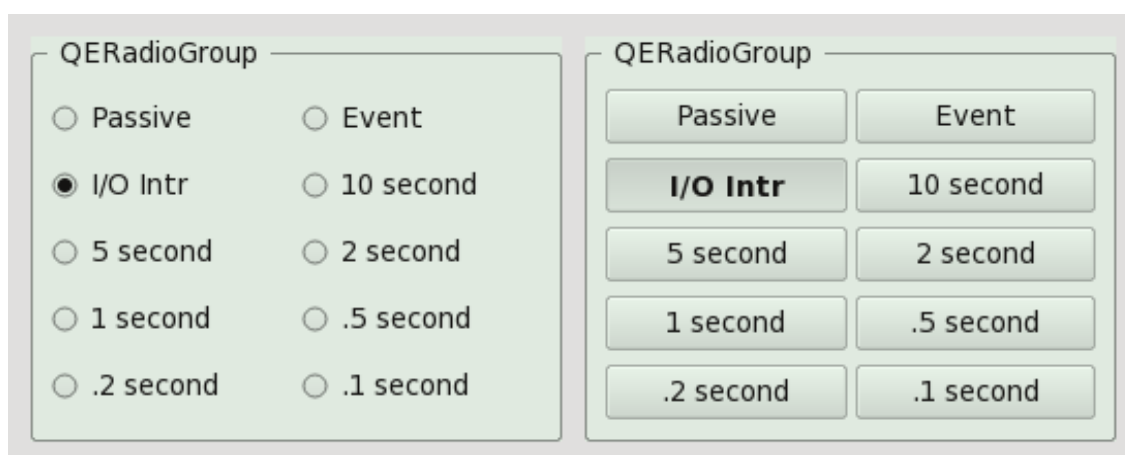 QERadioGroup
Passive Event
I/O Intr 10 second
5 second 2 second
1 second .5 second
.2 second .1 second
QERadioGroup
Passive Event
I/O Intr 10 second
5 second 2 second
1 second .5 second
.2 second .1 second